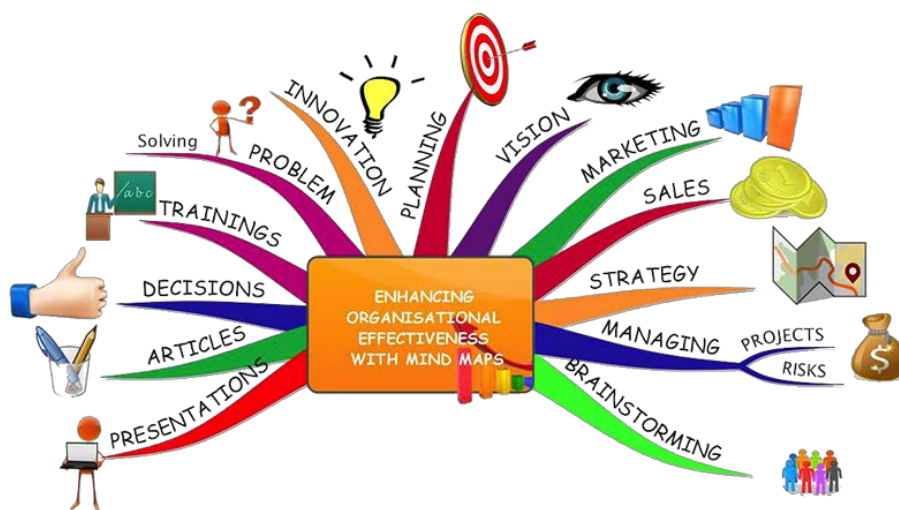 ENHANCING
ORGANISATIONAL
EFFECTIVENESS
WITH MIND MAPS
PLANNING
VISION
MARKETING
SALES
STRATEGY
MANAGING
PROJECTS
RISKS
BRAINSTORMING
PRESENTATIONS
ARTICLES
DECISIONS
TRAININGS
/abc
PROBLEM
Solving
?
INNOVATION
1
$